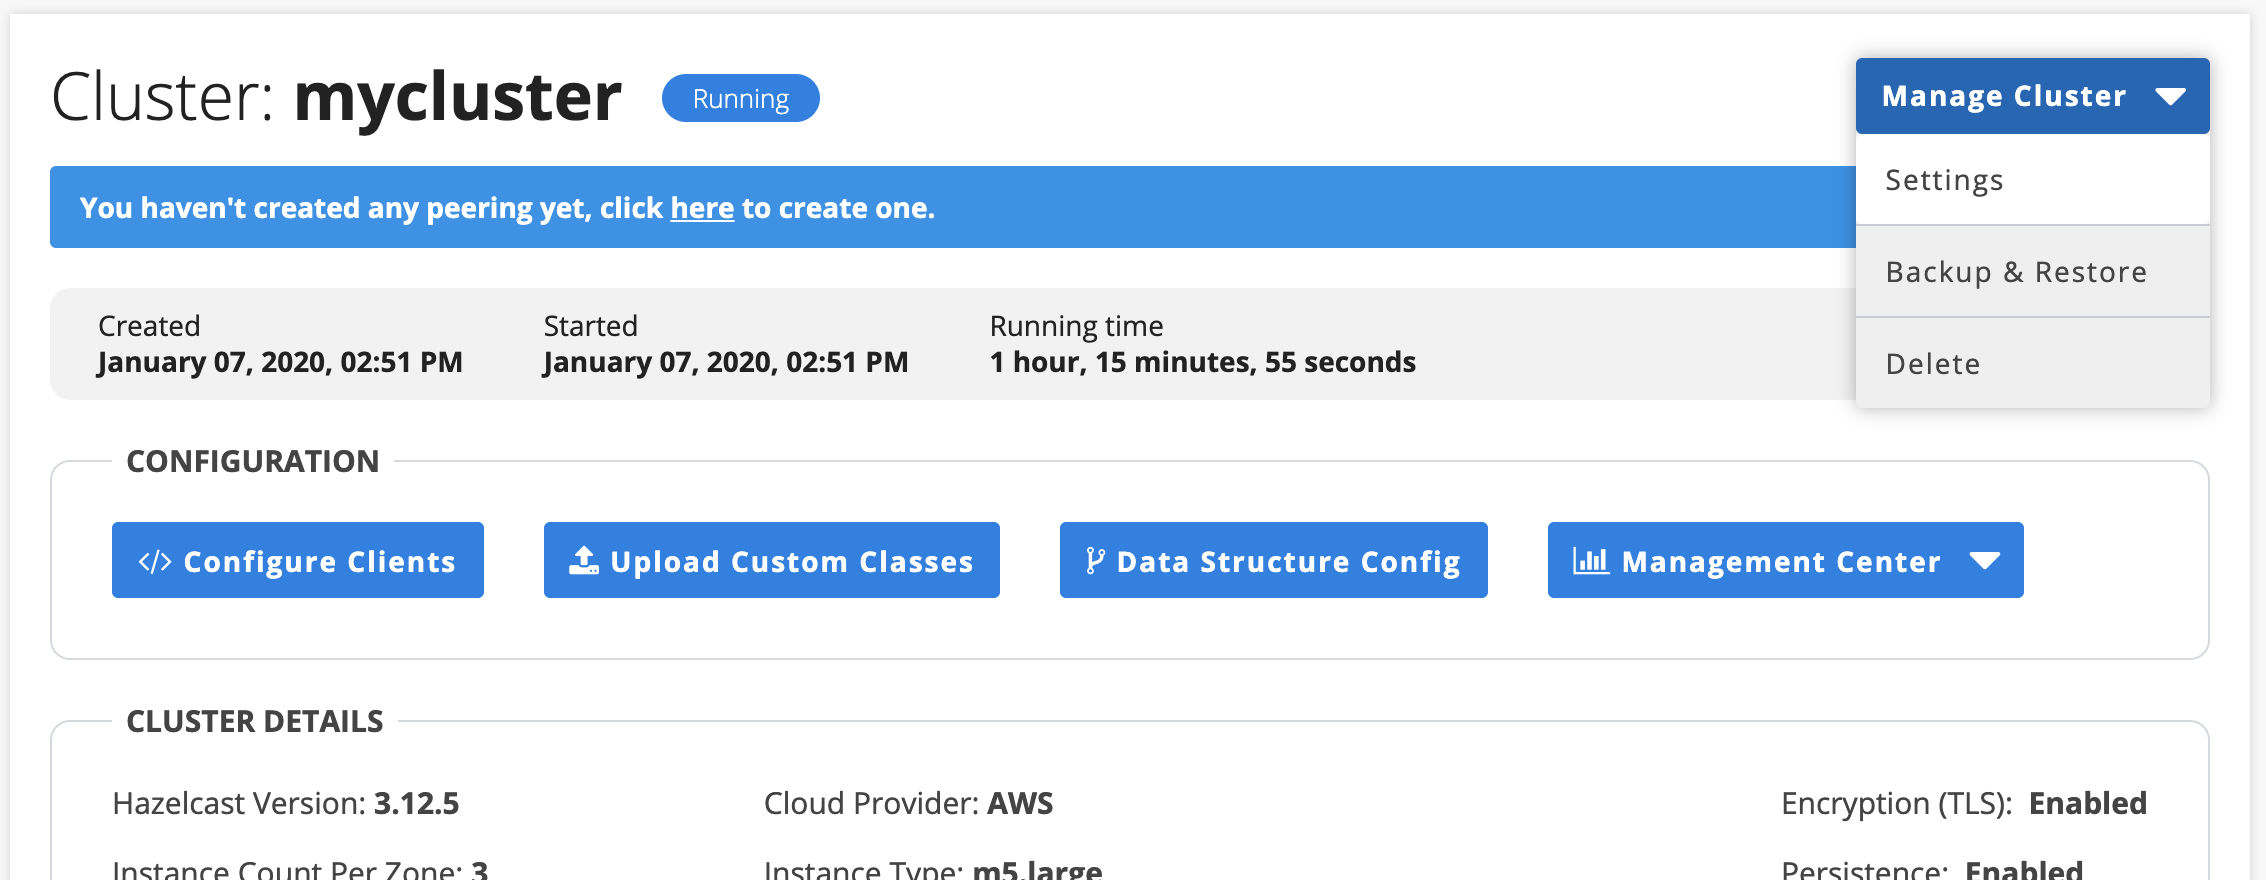 Cluster: mycluster Running
Manage Cluster
Settings
Backup & Restore
Delete
You haven't created any peering yet, click here to create one.
Created
January 07, 2020, 02:51 PM
Started
January 07, 2020, 02:51 PM
Running time
1 hour, 15 minutes, 55 seconds
CONFIGURATION
</> Configure Clients
Upload Custom Classes
Data Structure Config
Management Center
CLUSTER DETAILS
Hazelcast Version: 3.12.5
Cloud Provider: AWS
Encryption (TLS): Enabled
Instance Count Per Zone: 3
Instance Type: m5.large
Persistence: Enabled